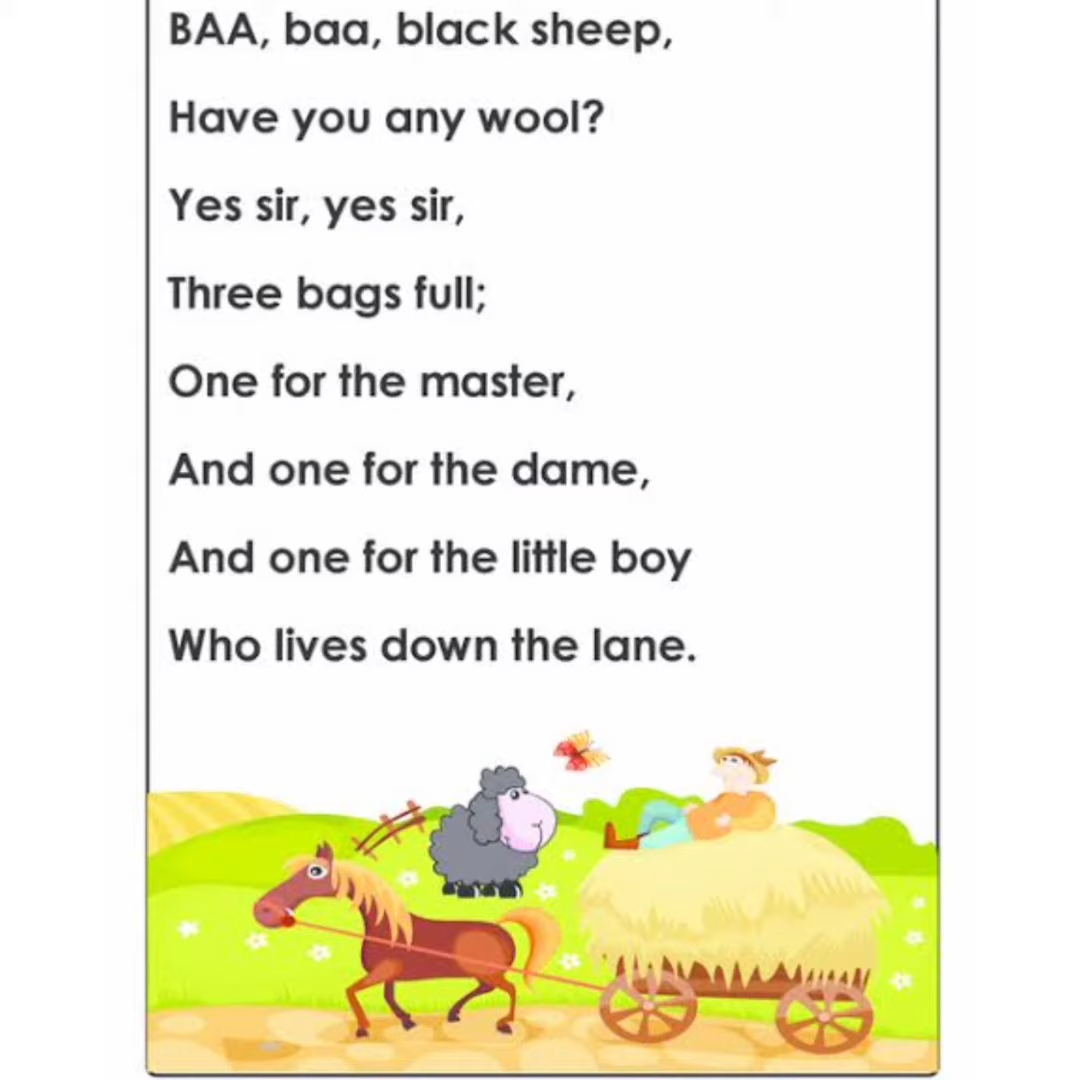 BAA, baa, black sheep,
Have you any wool?
Yes sir, yes sir,
Three bags full;
One for the master,
And one for the dame,
And one for the little boy
Who lives down the lane.